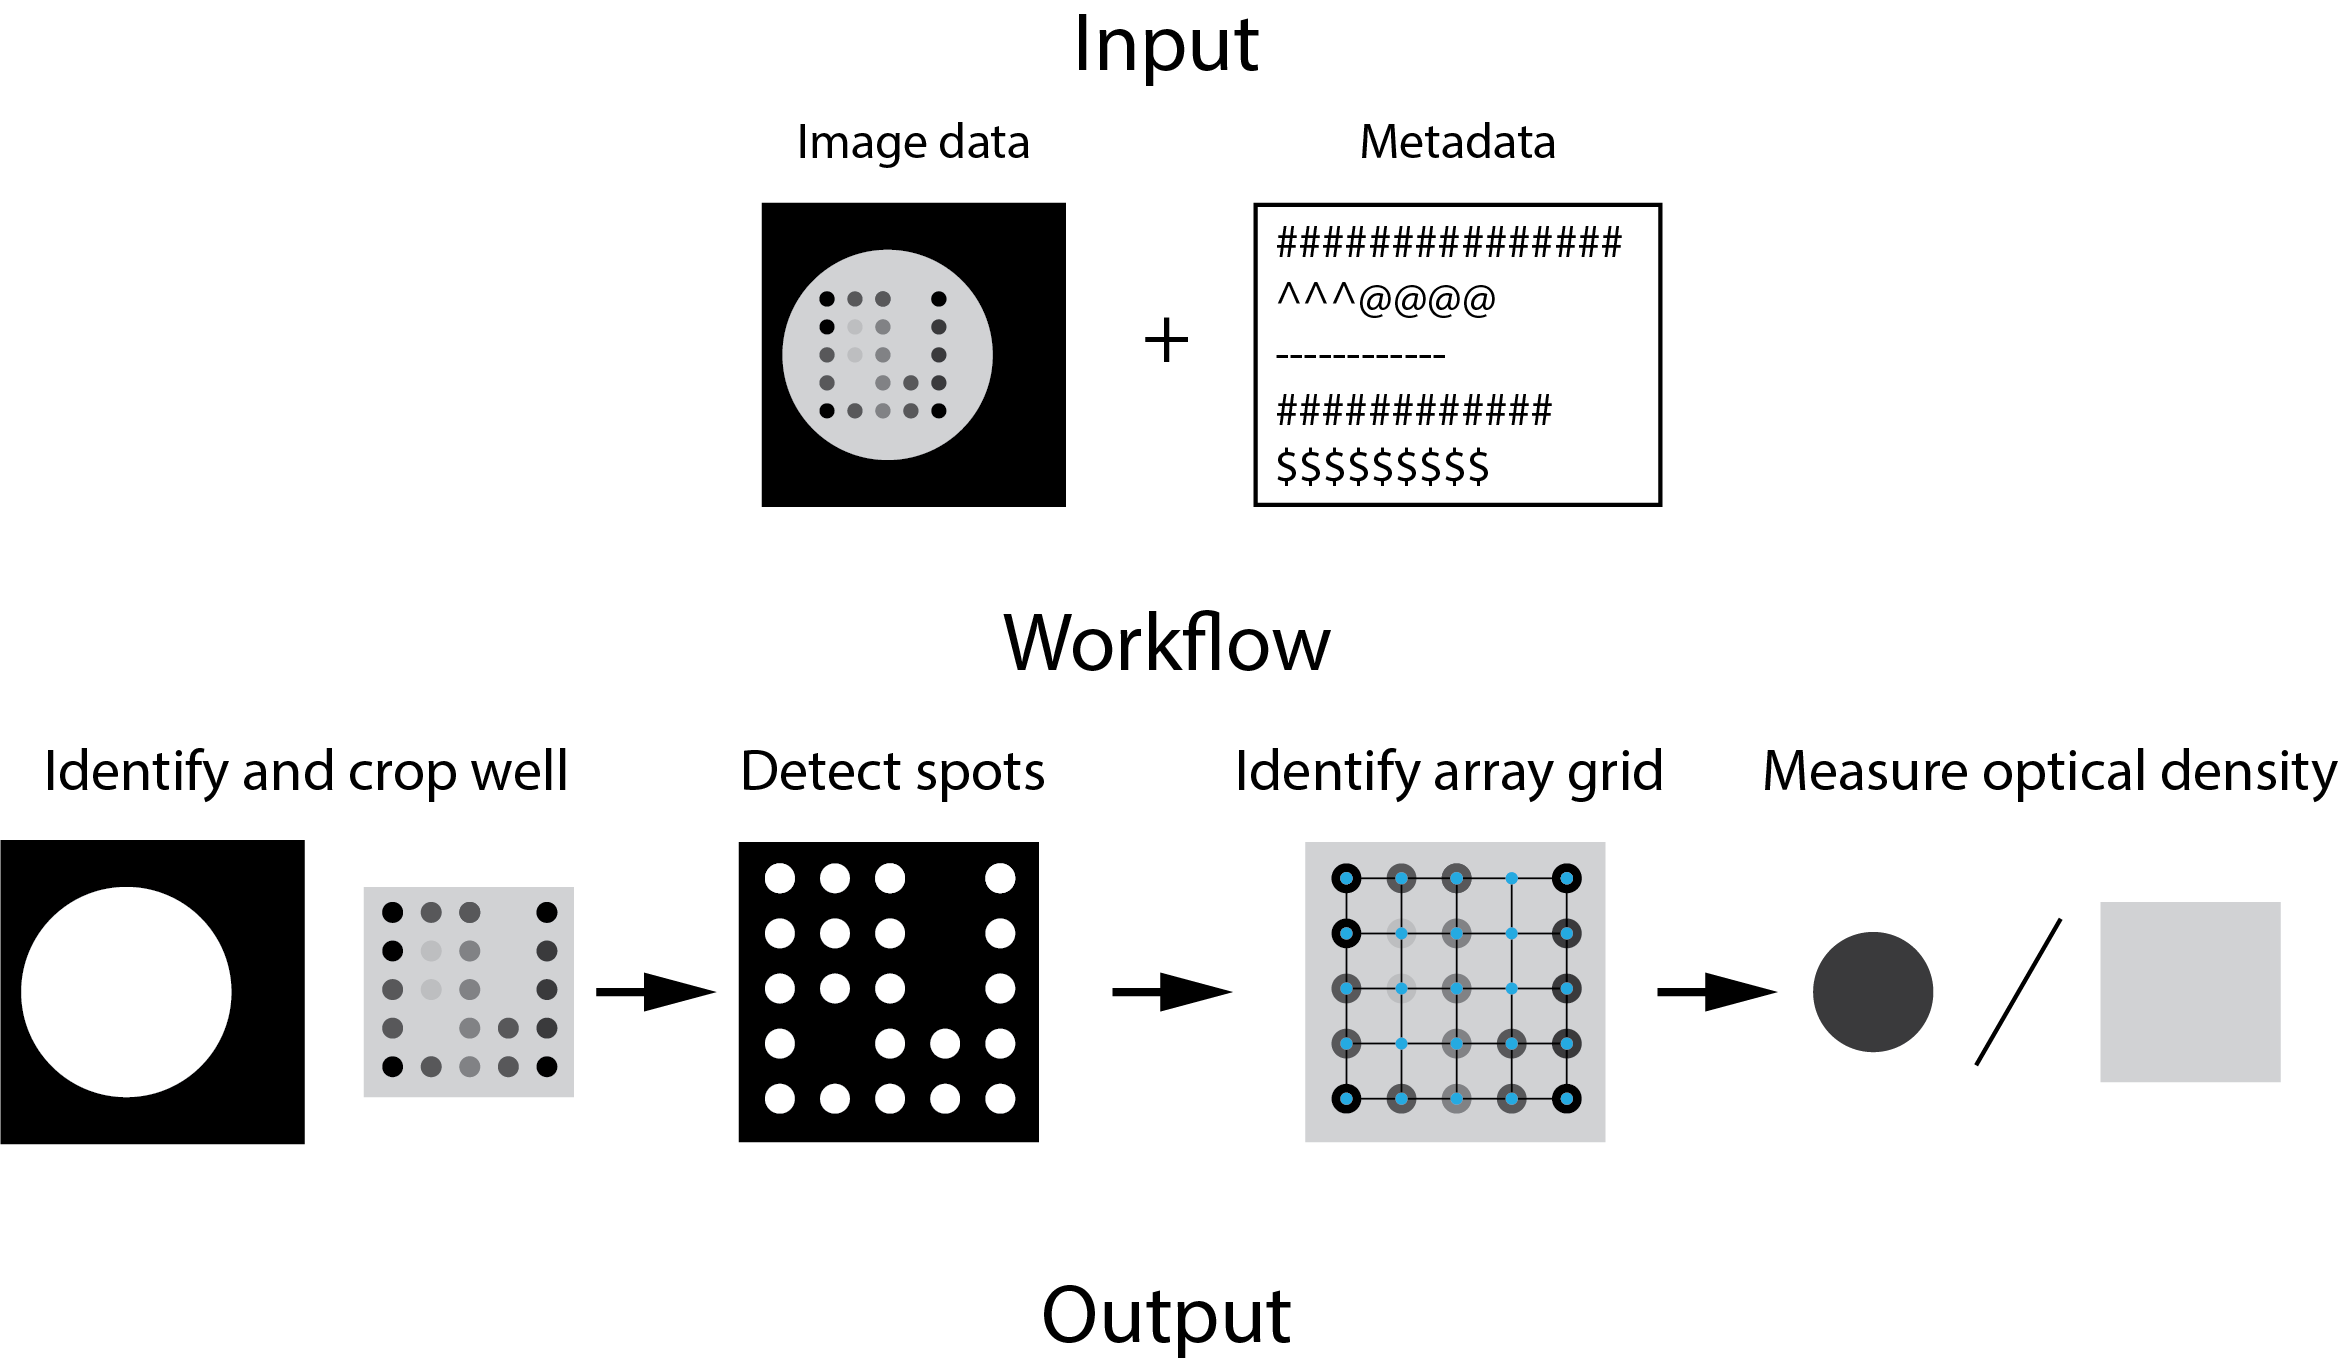 Input
Image data
Metadata
+
###############
^^^@@@@
------------
############
$$$$$$$$$
Workflow
Identify and crop well
Detect spots
Identify array grid
Measure optical density
Output